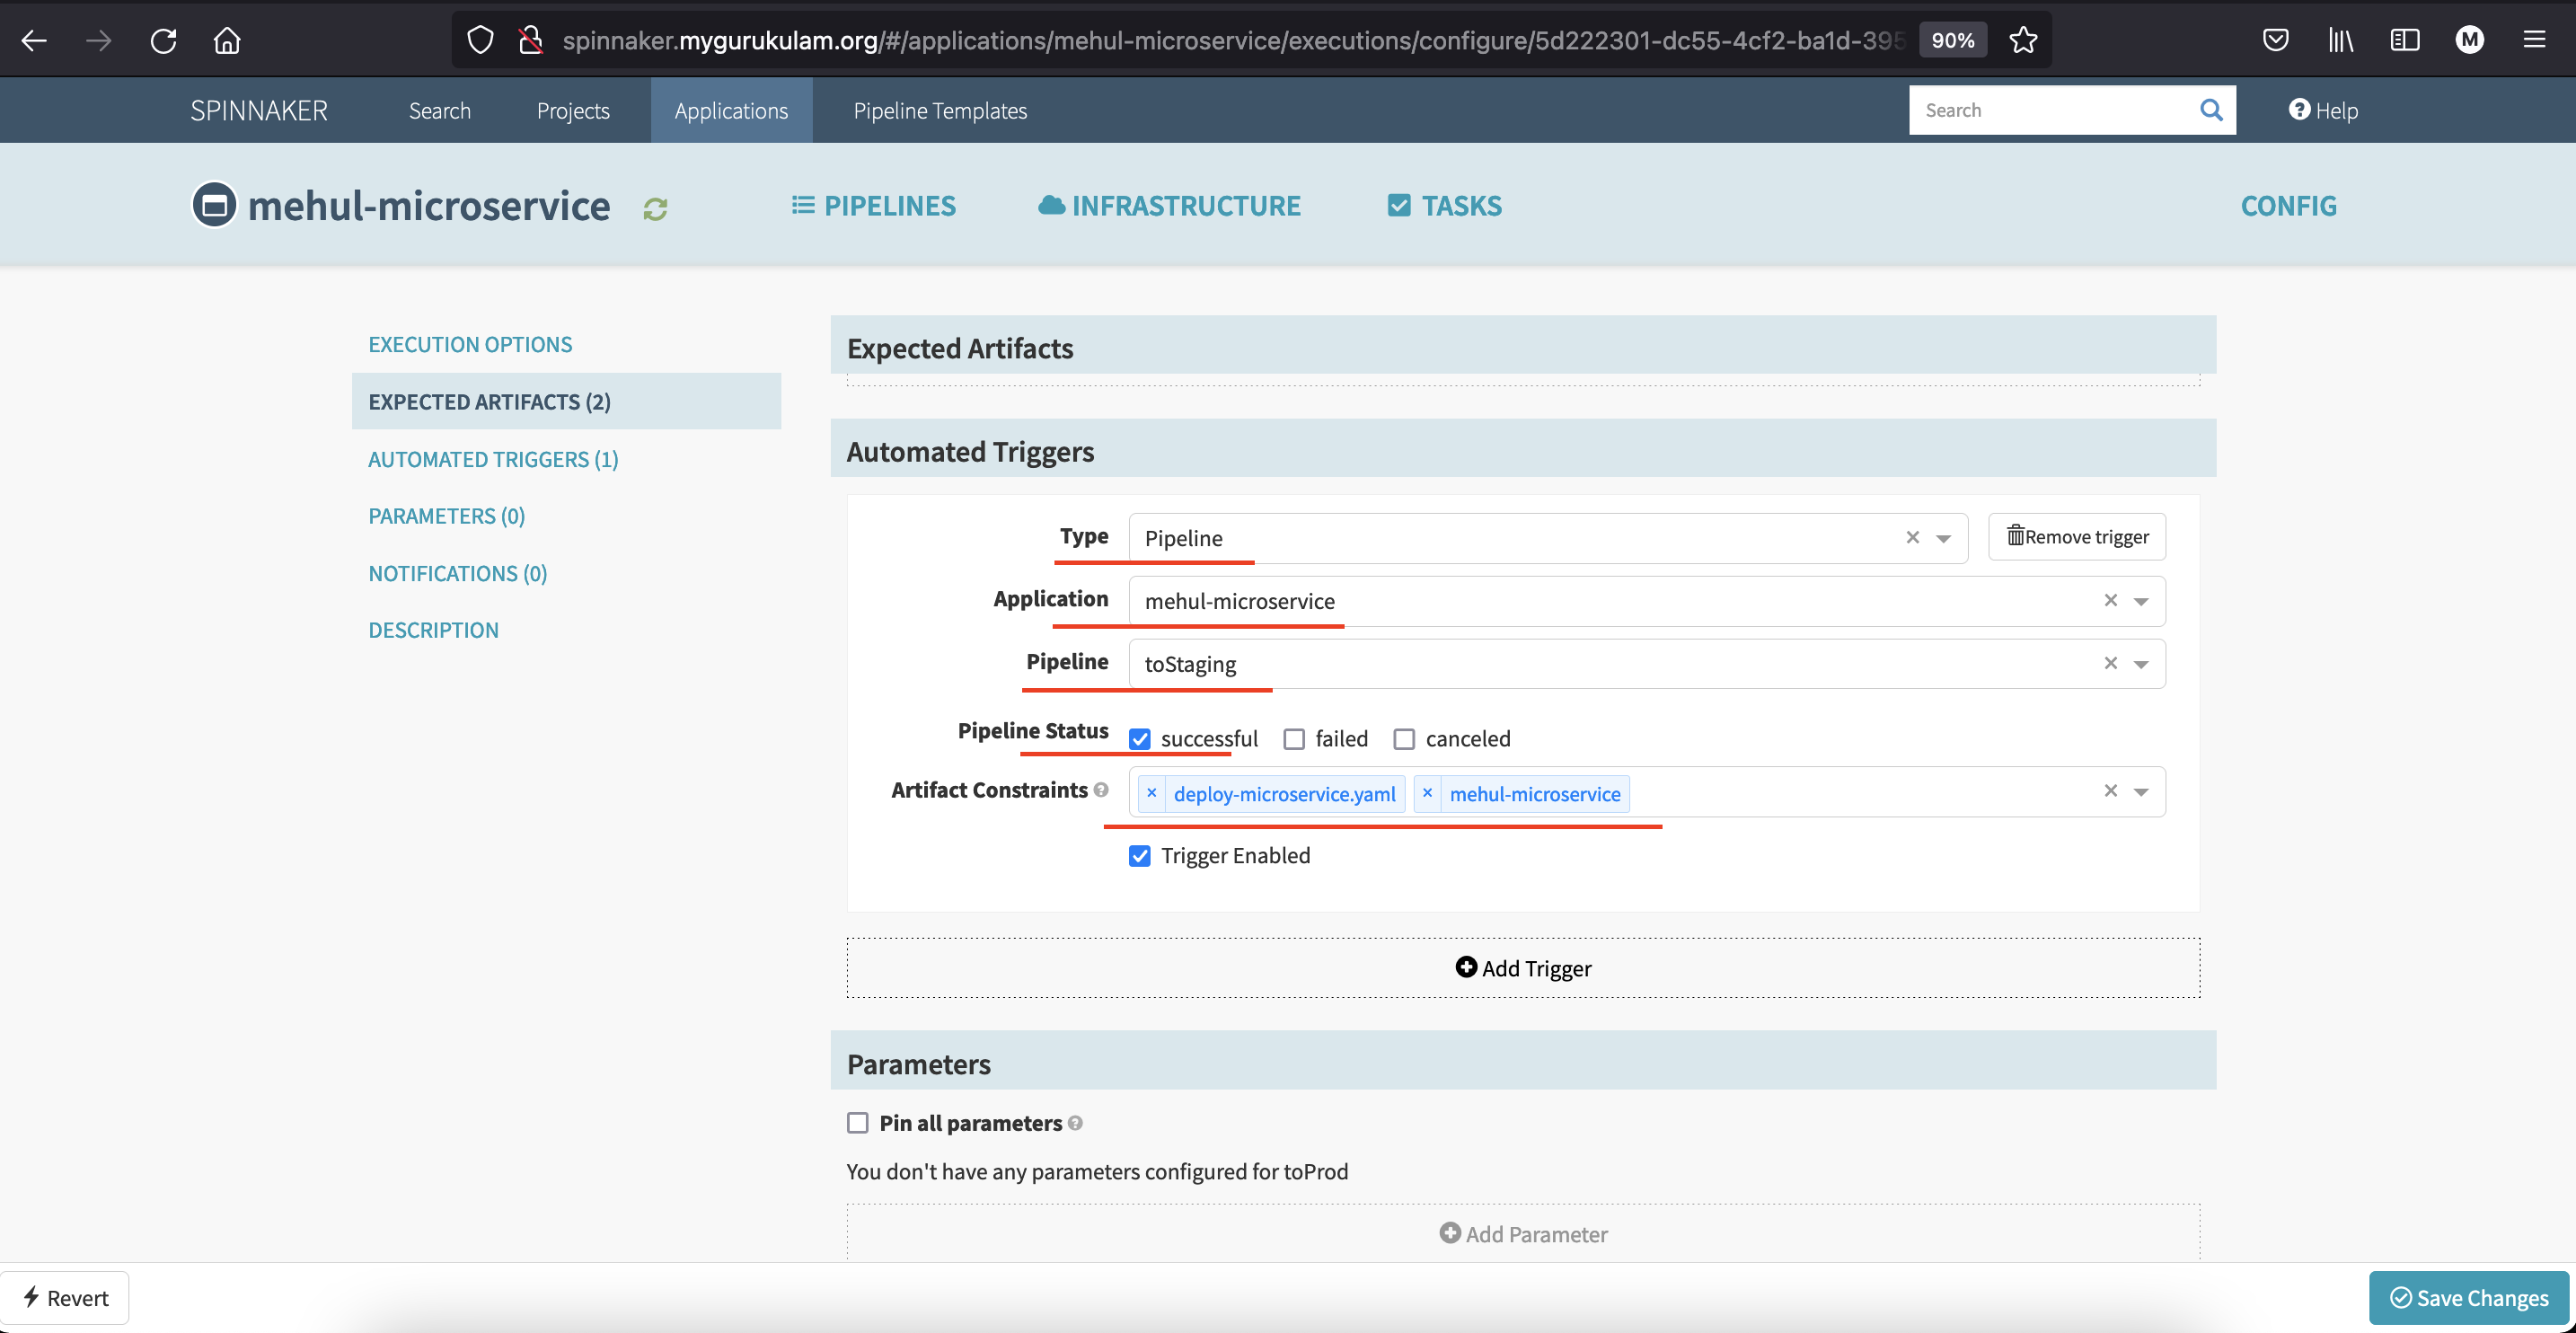 spinnaker.mygurukulam.org/#/applications/mehul-microservice/executions/configure/5d222301-dc55-4cf2-ba1d-395 90% M
SPINNAKER Search Projects Applications Pipeline Templates Search Help
mehul-microservice PIPELINES INFRASTRUCTURE TASKS CONFIG
EXECUTION OPTIONS
EXPECTED ARTIFACTS (2)
AUTOMATED TRIGGERS (1)
PARAMETERS (0)
NOTIFICATIONS (0)
DESCRIPTION
Expected Artifacts
Automated Triggers
Type Pipeline Remove trigger
Application mehul-microservice
Pipeline toStaging
Pipeline Status successful failed canceled
Artifact Constraints deploy-microservice.yaml mehul-microservice
Trigger Enabled
Add Trigger
Parameters
Pin all parameters
You don't have any parameters configured for toProd
Add Parameter
Revert Save Changes